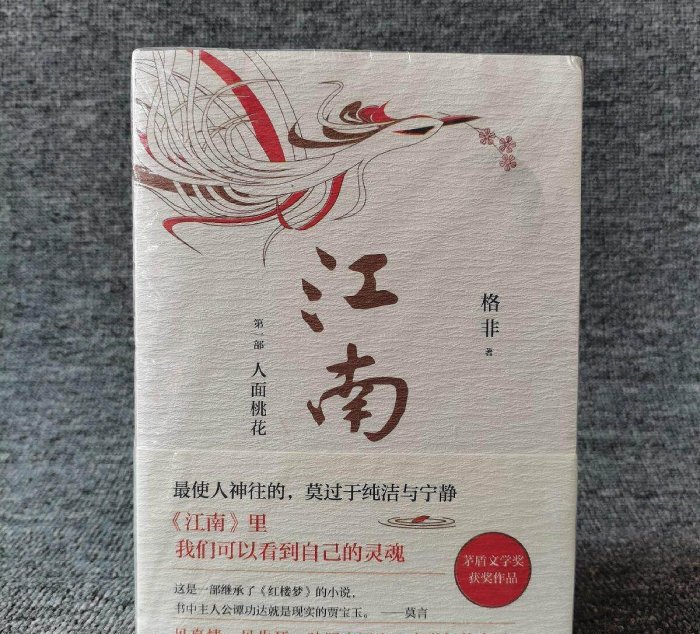 江南
格非 著
第一部 人面桃花
最使人神往的，莫过于纯洁与宁静
《江南》里
我们可以看到自己的灵魂
茅盾文学奖
获奖作品
这是一部继承了《红楼梦》的小说，
书中主人公谭功达就是现实的贾宝玉。——莫言